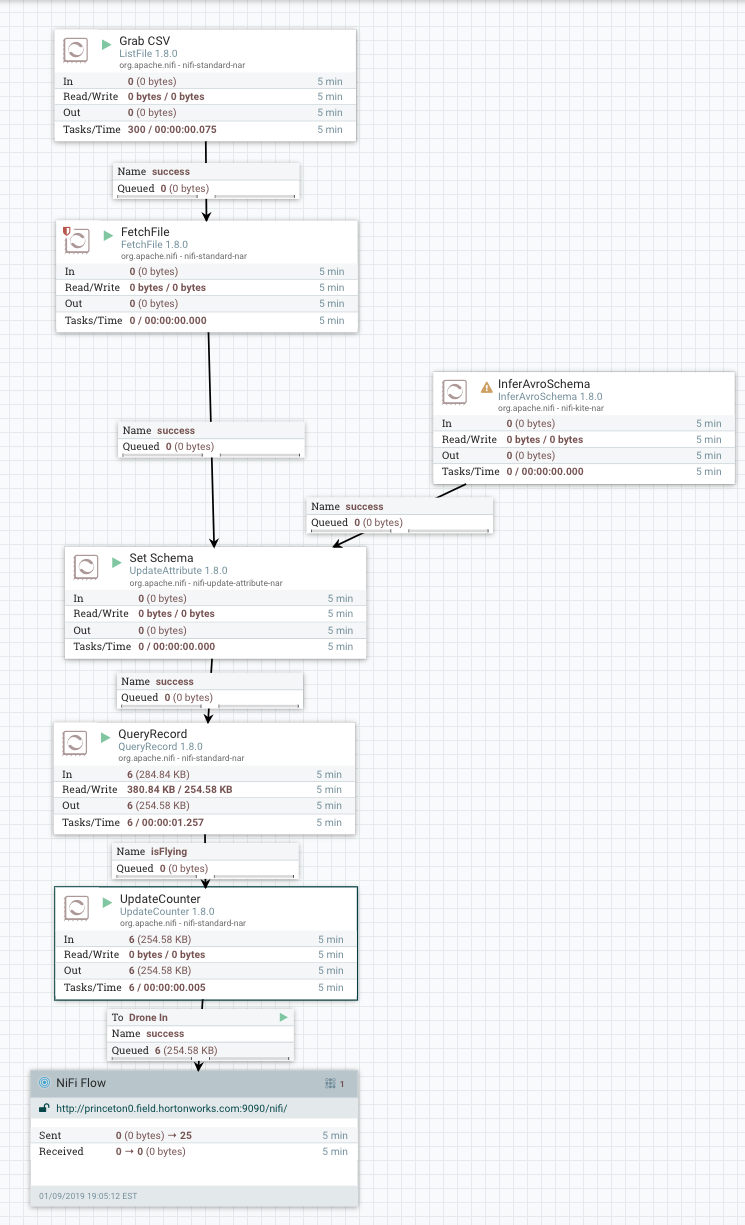 Grab CSV
ListFile 1.8.0
org.apache.nifi - nifi-standard-nar
In 0 (0 bytes) 5 min
Read/Write 0 bytes / 0 bytes 5 min
Out 0 (0 bytes) 5 min
Tasks/Time 300 / 00:00:00.075 5 min
Name success
Queued 0 (0 bytes)
FetchFile
FetchFile 1.8.0
org.apache.nifi - nifi-standard-nar
In 0 (0 bytes) 5 min
Read/Write 0 bytes / 0 bytes 5 min
Out 0 (0 bytes) 5 min
Tasks/Time 0 / 00:00:00.000 5 min
InferAvroSchema
InferAvroSchema 1.8.0
org.apache.nifi - nifi-kite-nar
In 0 (0 bytes) 5 min
Read/Write 0 bytes / 0 bytes 5 min
Out 0 (0 bytes) 5 min
Tasks/Time 0 / 00:00:00.000 5 min
Name success
Queued 0 (0 bytes)
Name success
Queued 0 (0 bytes)
Set Schema
UpdateAttribute 1.8.0
org.apache.nifi - nifi-update-attribute-nar
In 0 (0 bytes) 5 min
Read/Write 0 bytes / 0 bytes 5 min
Out 0 (0 bytes) 5 min
Tasks/Time 0 / 00:00:00.000 5 min
Name success
Queued 0 (0 bytes)
QueryRecord
QueryRecord 1.8.0
org.apache.nifi - nifi-standard-nar
In 6 (284.84 KB) 5 min
Read/Write 380.84 KB / 254.58 KB 5 min
Out 6 (254.58 KB) 5 min
Tasks/Time 6 / 00:00:01.257 5 min
Name isFlying
Queued 0 (0 bytes)
UpdateCounter
UpdateCounter 1.8.0
org.apache.nifi - nifi-standard-nar
In 6 (254.58 KB) 5 min
Read/Write 0 bytes / 0 bytes 5 min
Out 6 (254.58 KB) 5 min
Tasks/Time 6 / 00:00:00.005 5 min
To Drone In
Name success
Queued 6 (254.58 KB)
NiFi Flow 1
http://princeton0.field.hortonworks.com:9090/nifi/
Sent 0 (0 bytes) → 25 5 min
Received 0 → 0 (0 bytes) 5 min
01/09/2019 19:05:12 EST